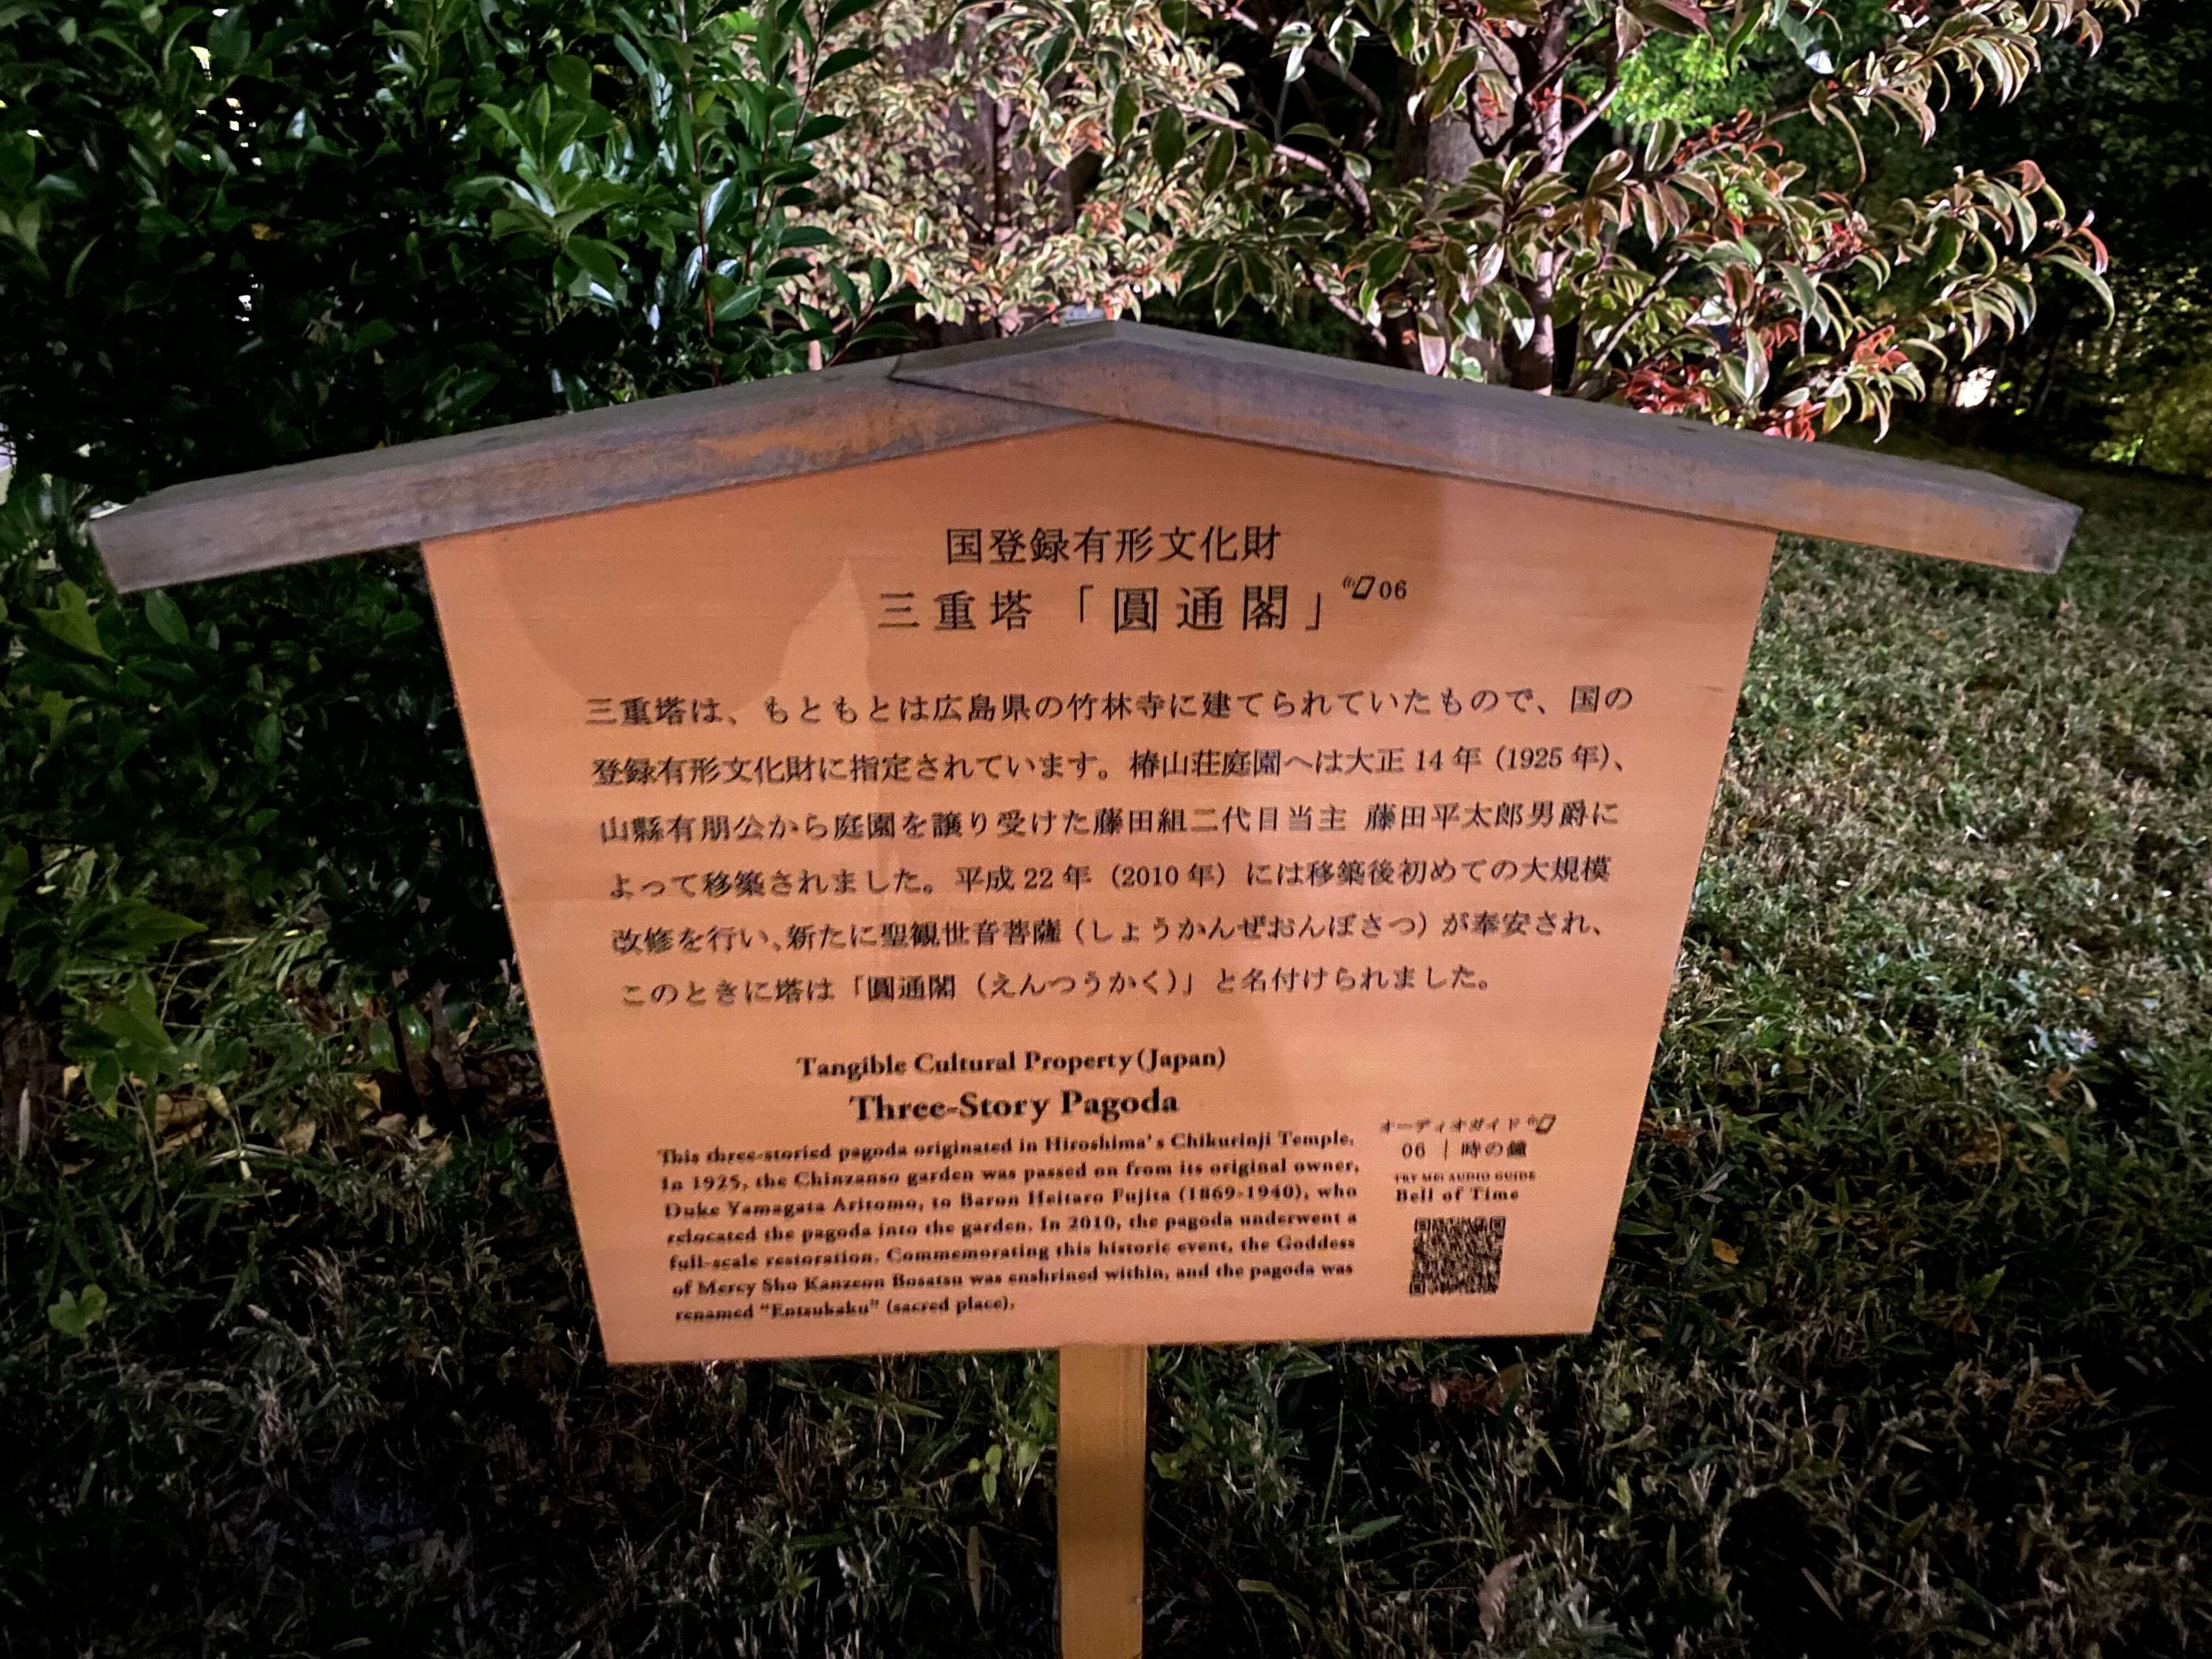 国登録有形文化財
三重塔「圓通閣」 06
三重塔は、もともとは広島県の竹林寺に建てられていたもので、国の
登録有形文化財に指定されています。椿山荘庭園へは大正14年(1925年)、
山縣有朋公から庭園を譲り受けた藤田組二代目当主 藤田平太郎男爵に
よって移築されました。平成22年(2010年)には移築後初めての大規模
改修を行い、新たに聖観世音菩薩(しょうかんぜおんぼさつ)が奉安され、
このときに塔は「圓通閣(えんつうかく)」と名付けられました。
Tangible Cultural Property(Japan)
Three-Story Pagoda
This three-storied pagoda originated in Hiroshima's Chikurinji Temple.
In 1925, the Chinzanso garden was passed on from its original owner,
Duke Yamagata Aritomo, to Baron Heitaro Fujita (1869-1940), who
relocated the pagoda into the garden. In 2010, the pagoda underwent a
full-scale restoration. Commemorating this historic event, the Goddess
of Mercy Sho Kanzeon Bosatsu was enshrined within, and the pagoda was
renamed "Entsukaku" (sacred place).
オーディオガイド
06 | 時の鐘
TRY ME! AUDIO GUIDE
Bell of Time